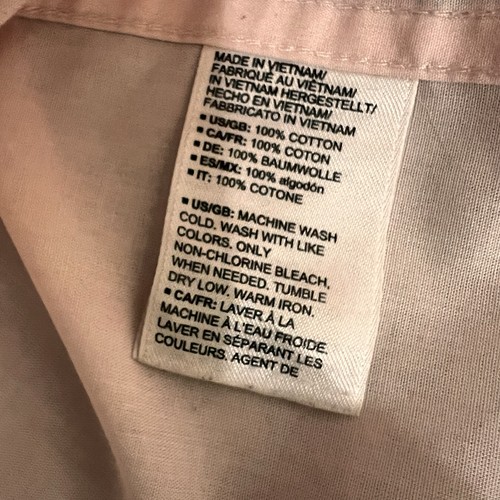 MADE IN VIETNAM/
FABRIQUÉ AU VIÊTNAM/
IN VIETNAM HERGESTELLT/
HECHO EN VIETNAM/
FABBRICATO IN VIETNAM
▪ US/GB: 100% COTTON
▪ CA/FR: 100% COTON
▪ DE: 100% BAUMWOLLE
▪ ES/MX: 100% algodón
▪ IT: 100% COTONE
▪ US/GB: MACHINE WASH
COLD. WASH WITH LIKE
COLORS. ONLY
NON-CHLORINE BLEACH,
WHEN NEEDED. TUMBLE
DRY LOW. WARM IRON.
▪ CA/FR: LAVER À LA
MACHINE À L'EAU FROIDE.
LAVER EN SÉPARANT LES
COULEURS. AGENT DE